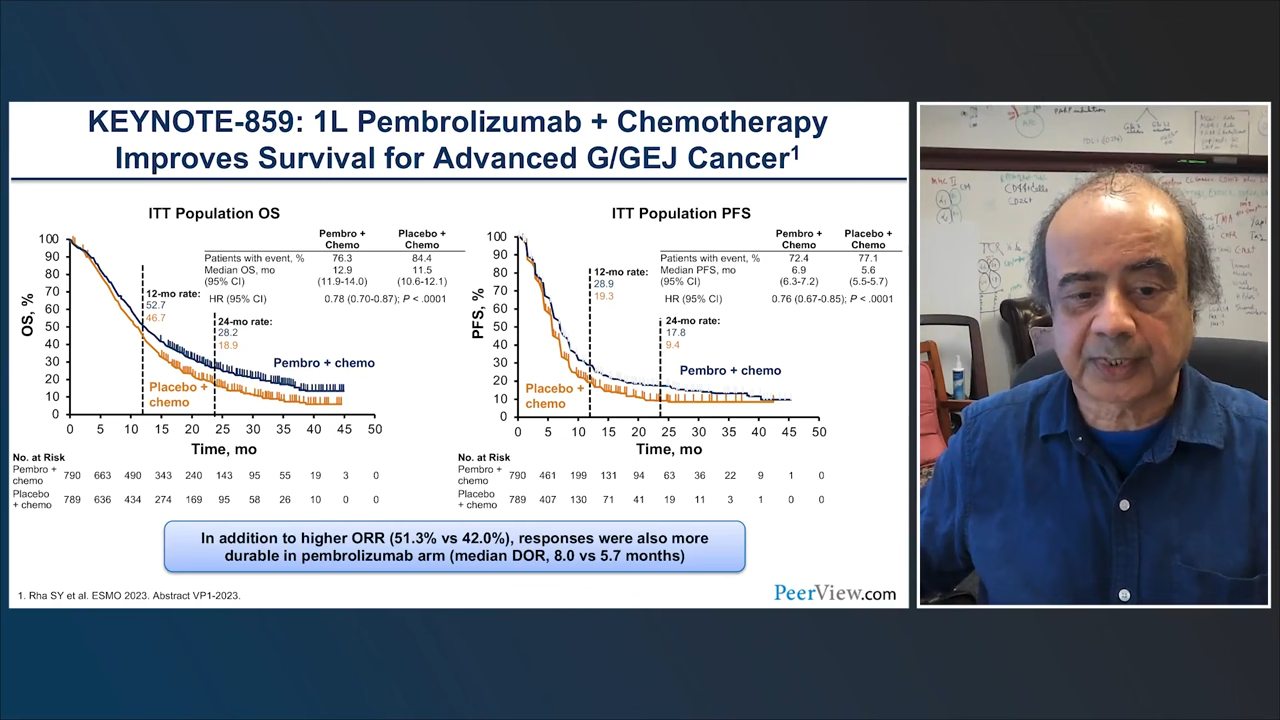 KEYNOTE-859: 1L Pembrolizumab + Chemotherapy
Improves Survival for Advanced G/GEJ Cancer¹
ITT Population OS
Pembro + Placebo +
Chemo Chemo
Patients with event, % 76.3 84.4
Median OS, mo 12.9 11.5
(95% CI) (11.9-14.0) (10.6-12.1)
HR (95% CI) 0.78 (0.70-0.87); P < .0001
12-mo rate:
52.7
46.7
24-mo rate:
28.2
18.9
Pembro + chemo
Placebo +
chemo
OS, %
100
90
80
70
60
50
40
30
20
10
0
0 5 10 15 20 25 30 35 40 45 50
Time, mo
No. at Risk
Pembro +
chemo 790 663 490 343 240 143 95 55 19 3 0
Placebo
+ chemo 789 636 434 274 169 95 58 26 10 0 0
ITT Population PFS
Pembro + Placebo +
Chemo Chemo
Patients with event, % 72.4 77.1
Median PFS, mo 6.9 5.6
(95% CI) (6.3-7.2) (5.5-5.7)
HR (95% CI) 0.76 (0.67-0.85); P < .0001
12-mo rate:
28.9
19.3
24-mo rate:
17.8
9.4
Pembro + chemo
Placebo +
chemo
PFS, %
100
90
80
70
60
50
40
30
20
10
0
0 5 10 15 20 25 30 35 40 45 50
Time, mo
No. at Risk
Pembro +
chemo 790 461 199 131 94 63 36 22 9 1 0
Placebo
+ chemo 789 407 130 71 41 19 11 3 1 0 0
In addition to higher ORR (51.3% vs 42.0%), responses were also more
durable in pembrolizumab arm (median DOR, 8.0 vs 5.7 months)
1. Rha SY et al. ESMO 2023. Abstract VP1-2023.
PeerView.com
MHC II
CD44+ cells
CD26+
TCR
TMA